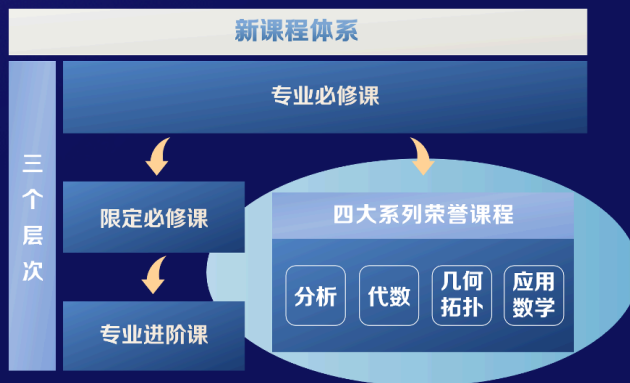 新课程体系
三个层次
专业必修课
限定必修课
四大系列荣誉课程
分析
代数
几何
拓扑
应用
数学
专业进阶课